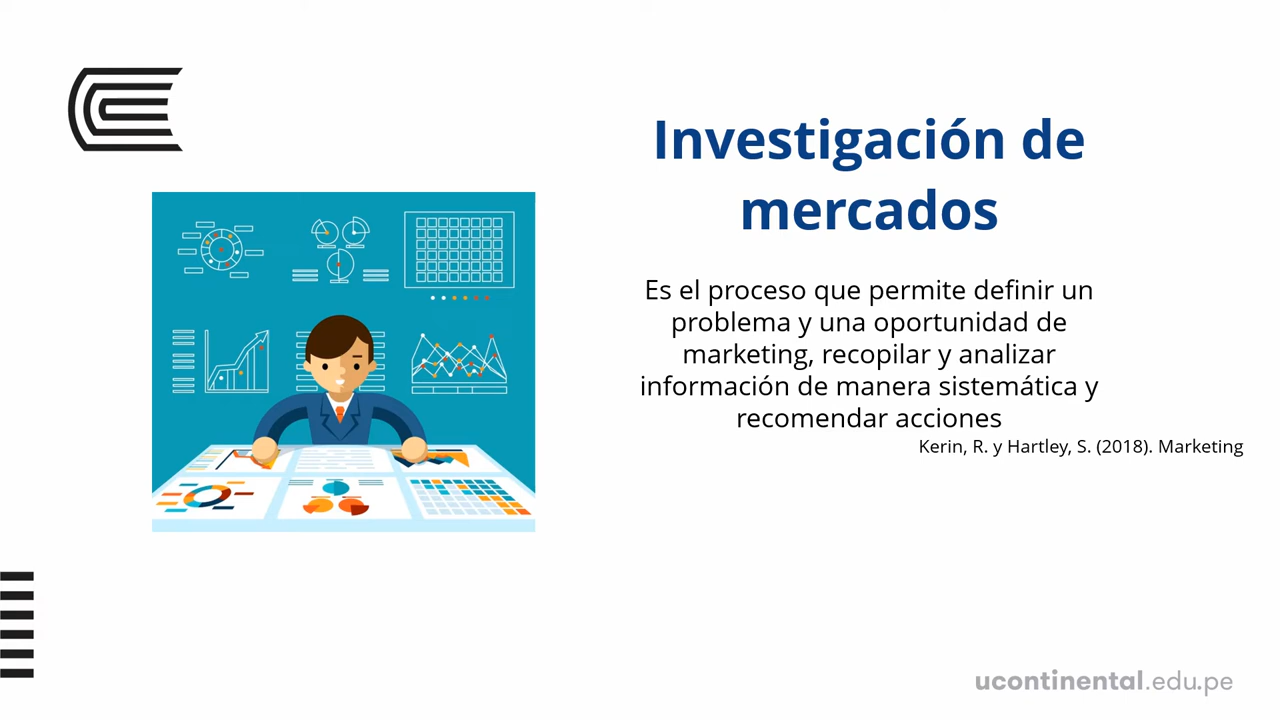 Investigación de
mercados
Es el proceso que permite definir un
problema y una oportunidad de
marketing, recopilar y analizar
información de manera sistemática y
recomendar acciones
Kerin, R. y Hartley, S. (2018). Marketing
ucontinental.edu.pe